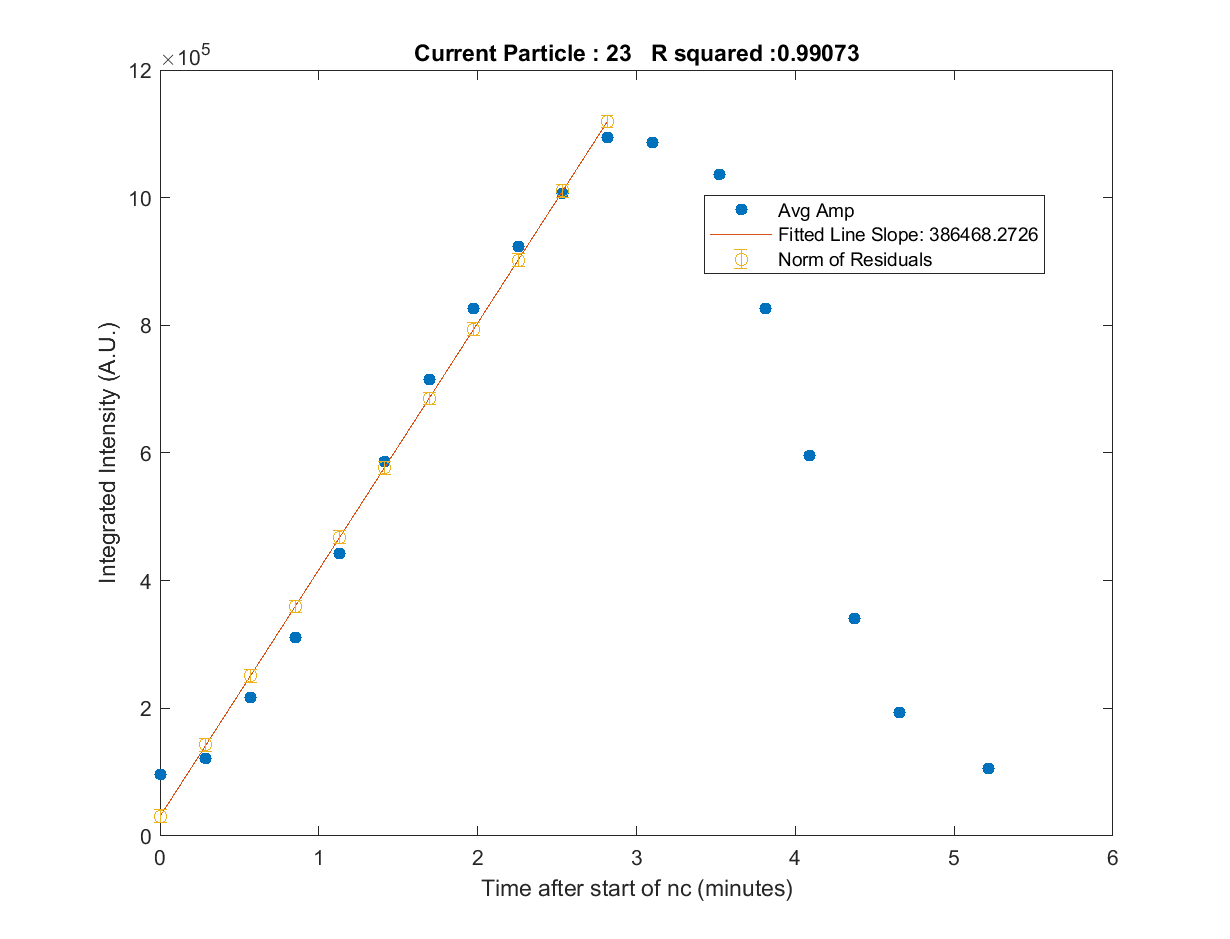 Current Particle : 23 R squared :0.99073
×10^5
12
10
8
6
4
2
0
Integrated Intensity (A.U.)
Avg Amp
Fitted Line Slope: 386468.2726
Norm of Residuals
0 1 2 3 4 5 6
Time after start of nc (minutes)